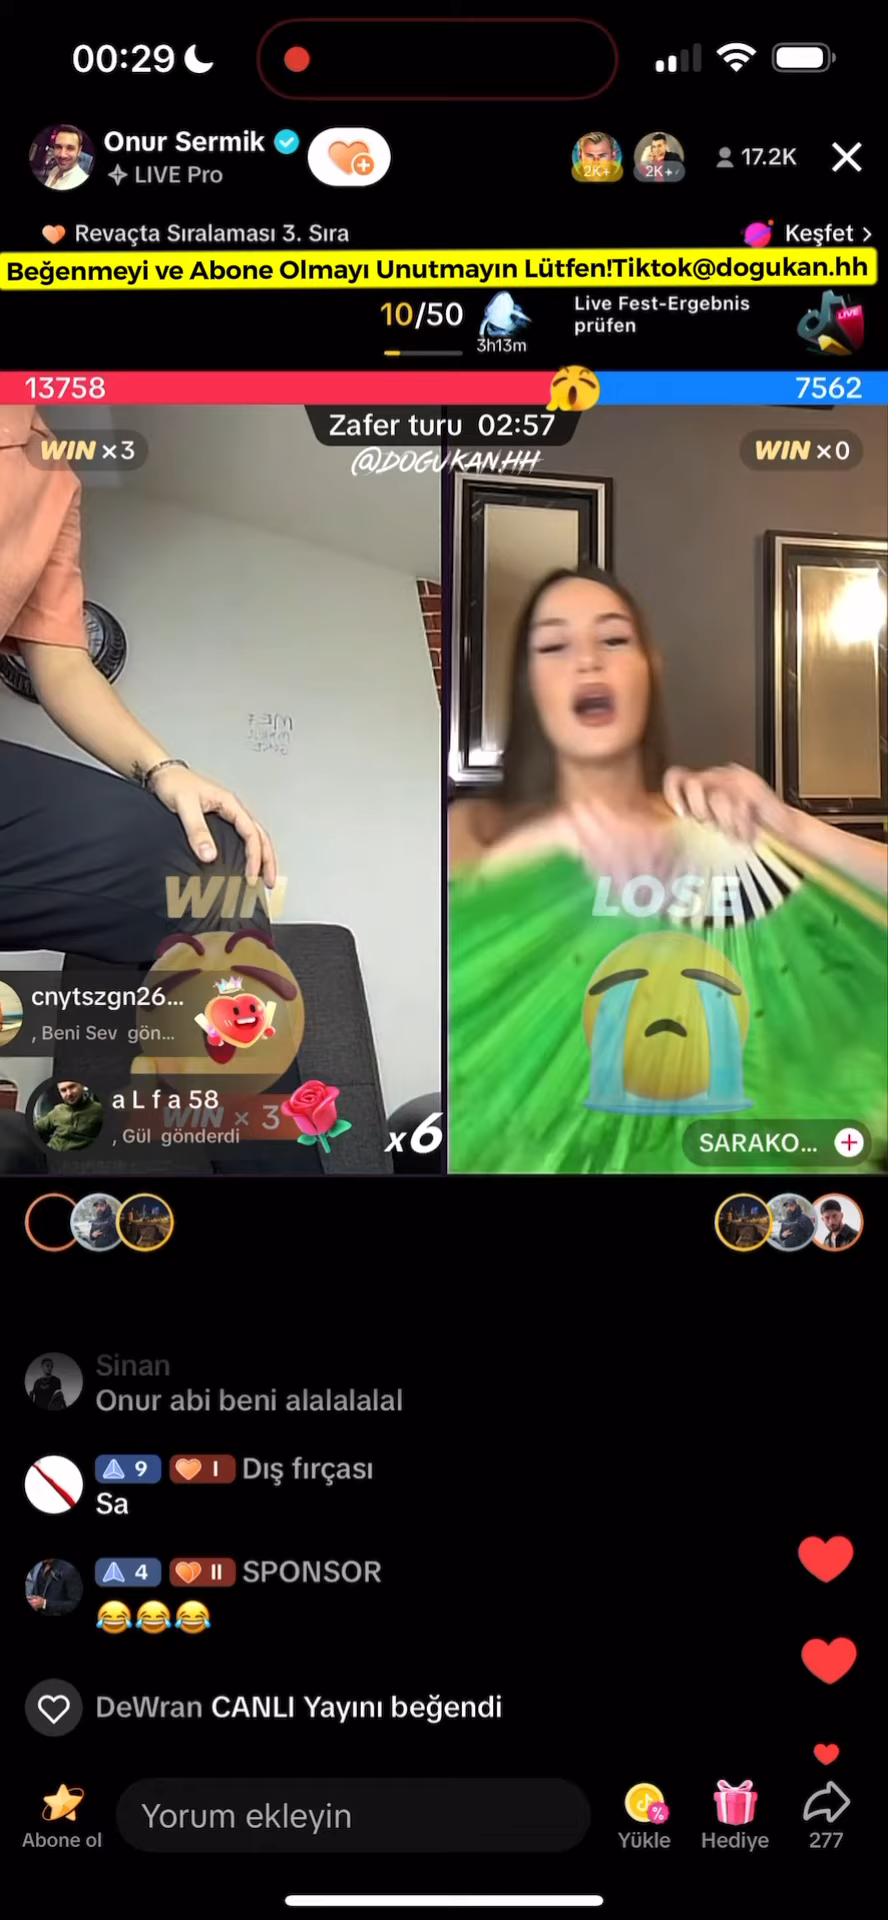 00:29
Onur Sermik
LIVE Pro
2K+
2K+
17.2K
Revaçta Sıralaması 3. Sıra
Keşfet >
Beğenmeyi ve Abone Olmayı Unutmayın Lütfen!Tiktok@dogukan.hh
10/50
3h13m
Live Fest-Ergebnis
prüfen
LIVE
13758
7562
Zafer turu 02:57
WIN x3
WIN x0
@DOGUKAN.HH
WIN
LOSE
cnytszgn26...
, Beni Sev gön...
a L f a 58
, Gül gönderdi
WIN x 3
x6
SARAKO...
Sinan
Onur abi beni alalalalal
9 I Dış fırçası
Sa
4 II SPONSOR
😂😂😂
DeWran CANLI Yayını beğendi
Abone ol
Yorum ekleyin
Yükle
Hediye
277